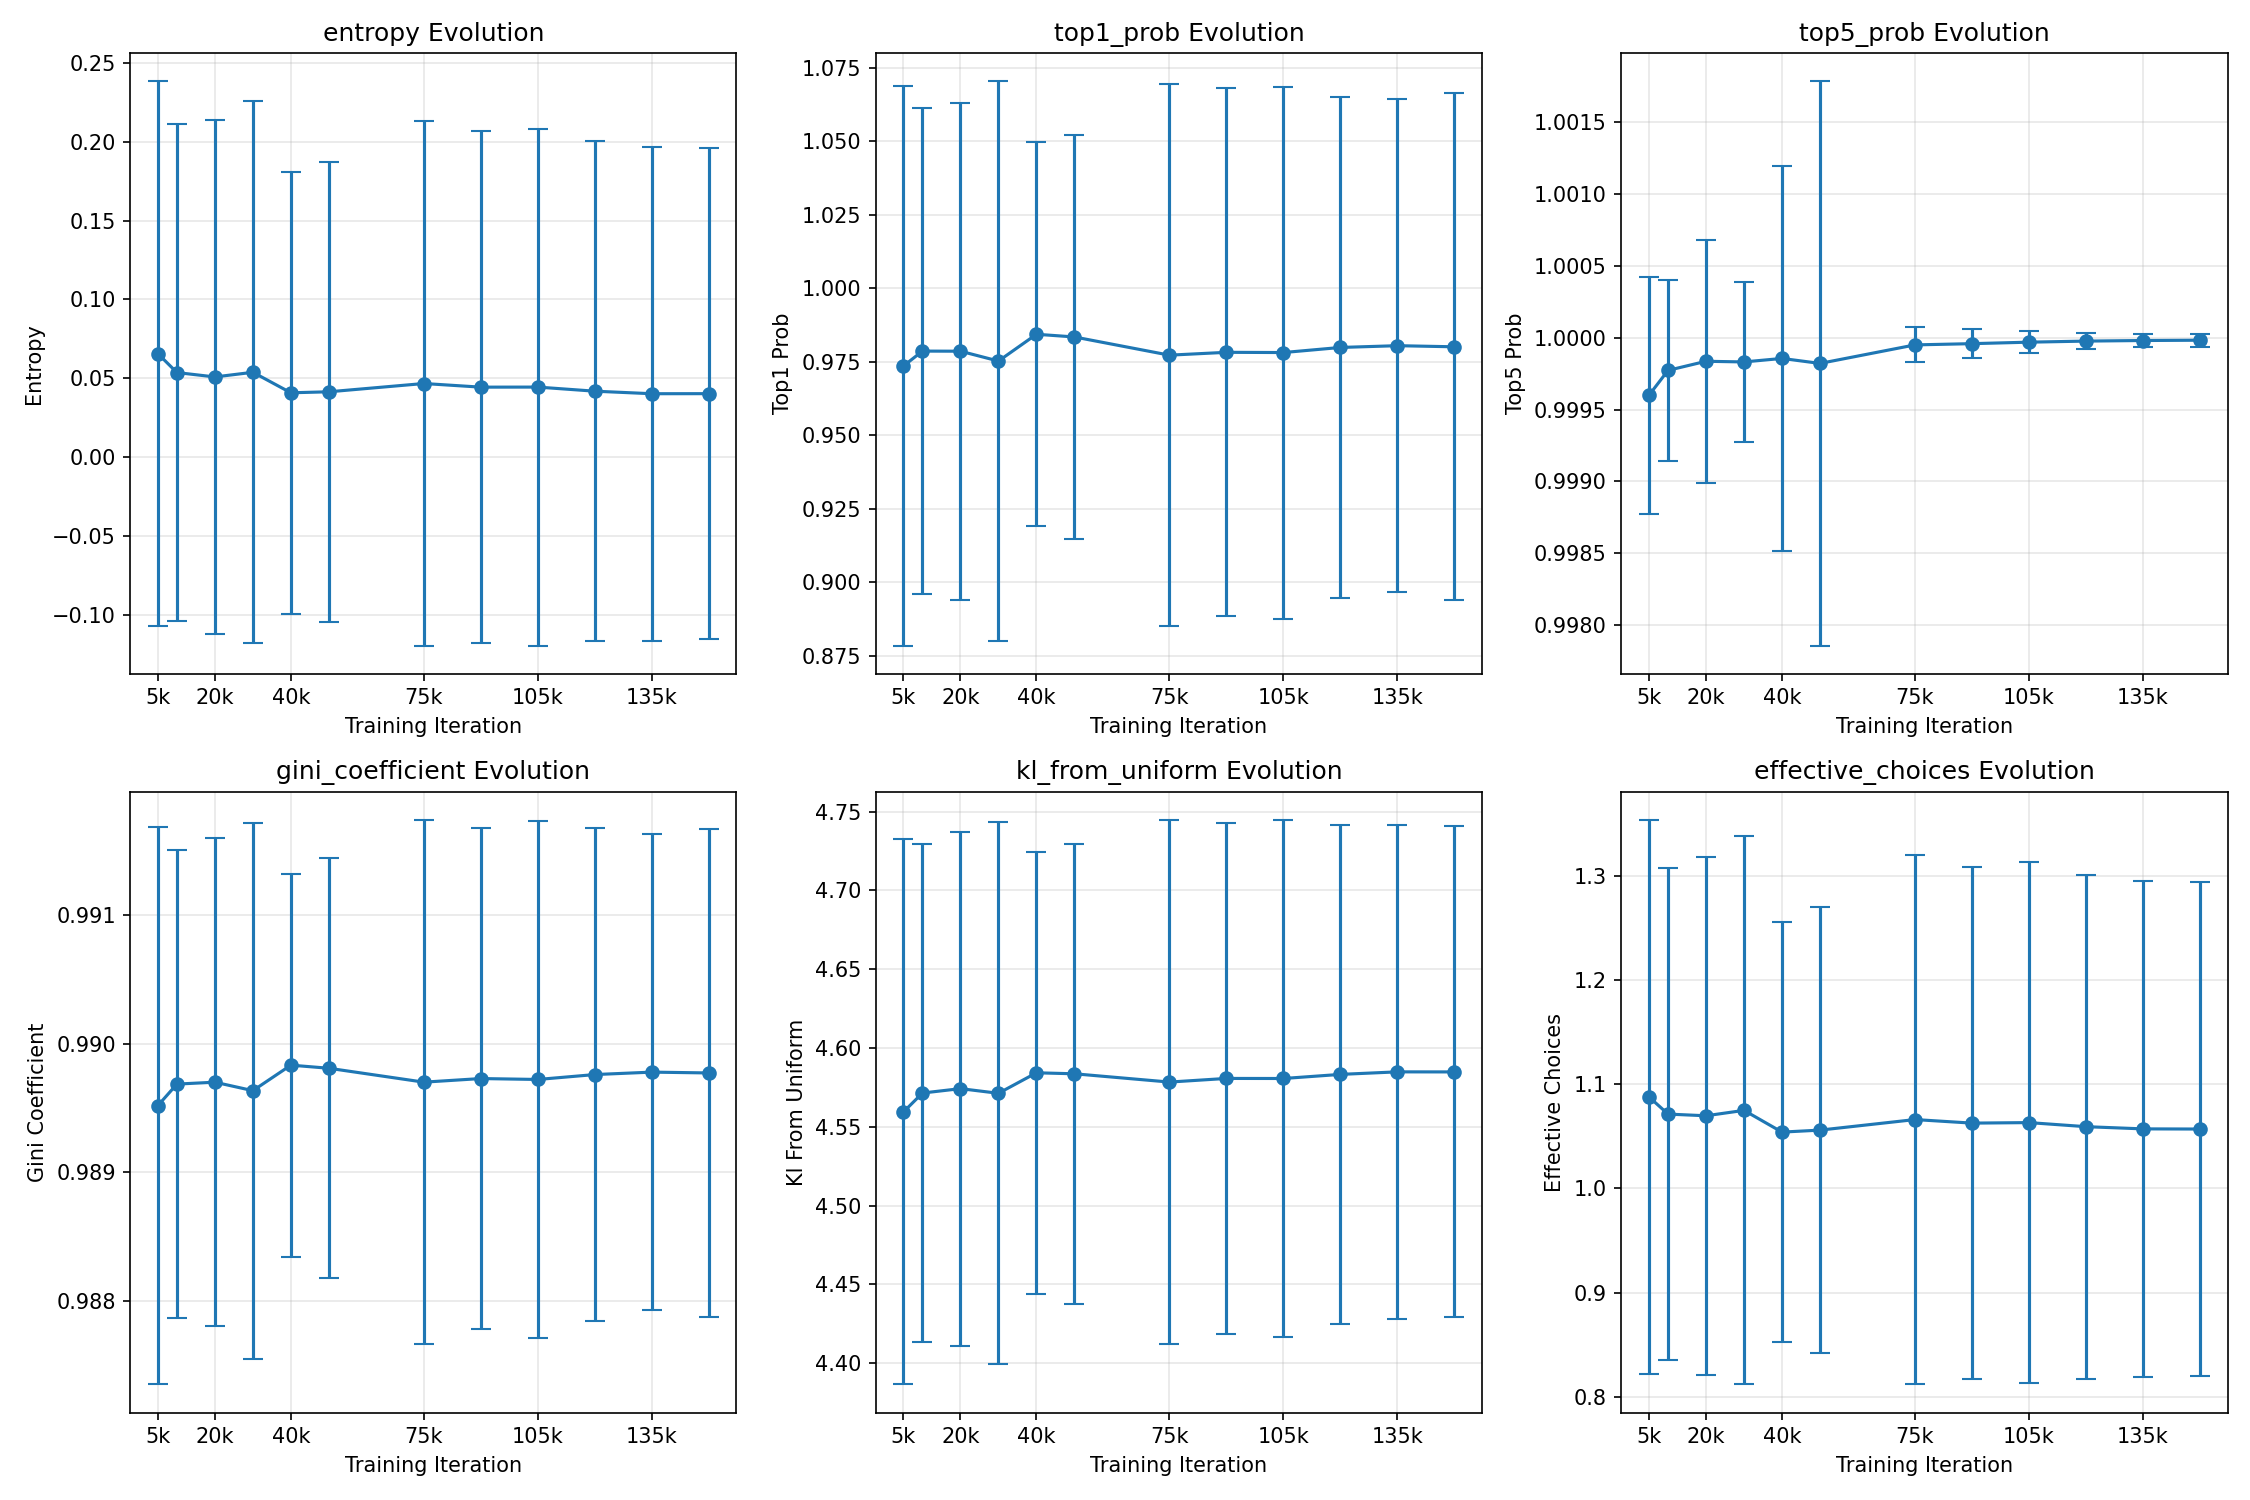 entropy Evolution
0.25
0.20
0.15
0.10
0.05
0.00
−0.05
−0.10
Entropy
5k 20k 40k 75k 105k 135k
Training Iteration
top1_prob Evolution
1.075
1.050
1.025
1.000
0.975
0.950
0.925
0.900
0.875
Top1 Prob
5k 20k 40k 75k 105k 135k
Training Iteration
top5_prob Evolution
1.0015
1.0010
1.0005
1.0000
0.9995
0.9990
0.9985
0.9980
Top5 Prob
5k 20k 40k 75k 105k 135k
Training Iteration
gini_coefficient Evolution
0.991
0.990
0.989
0.988
Gini Coefficient
5k 20k 40k 75k 105k 135k
Training Iteration
kl_from_uniform Evolution
4.75
4.70
4.65
4.60
4.55
4.50
4.45
4.40
Kl From Uniform
5k 20k 40k 75k 105k 135k
Training Iteration
effective_choices Evolution
1.3
1.2
1.1
1.0
0.9
0.8
Effective Choices
5k 20k 40k 75k 105k 135k
Training Iteration